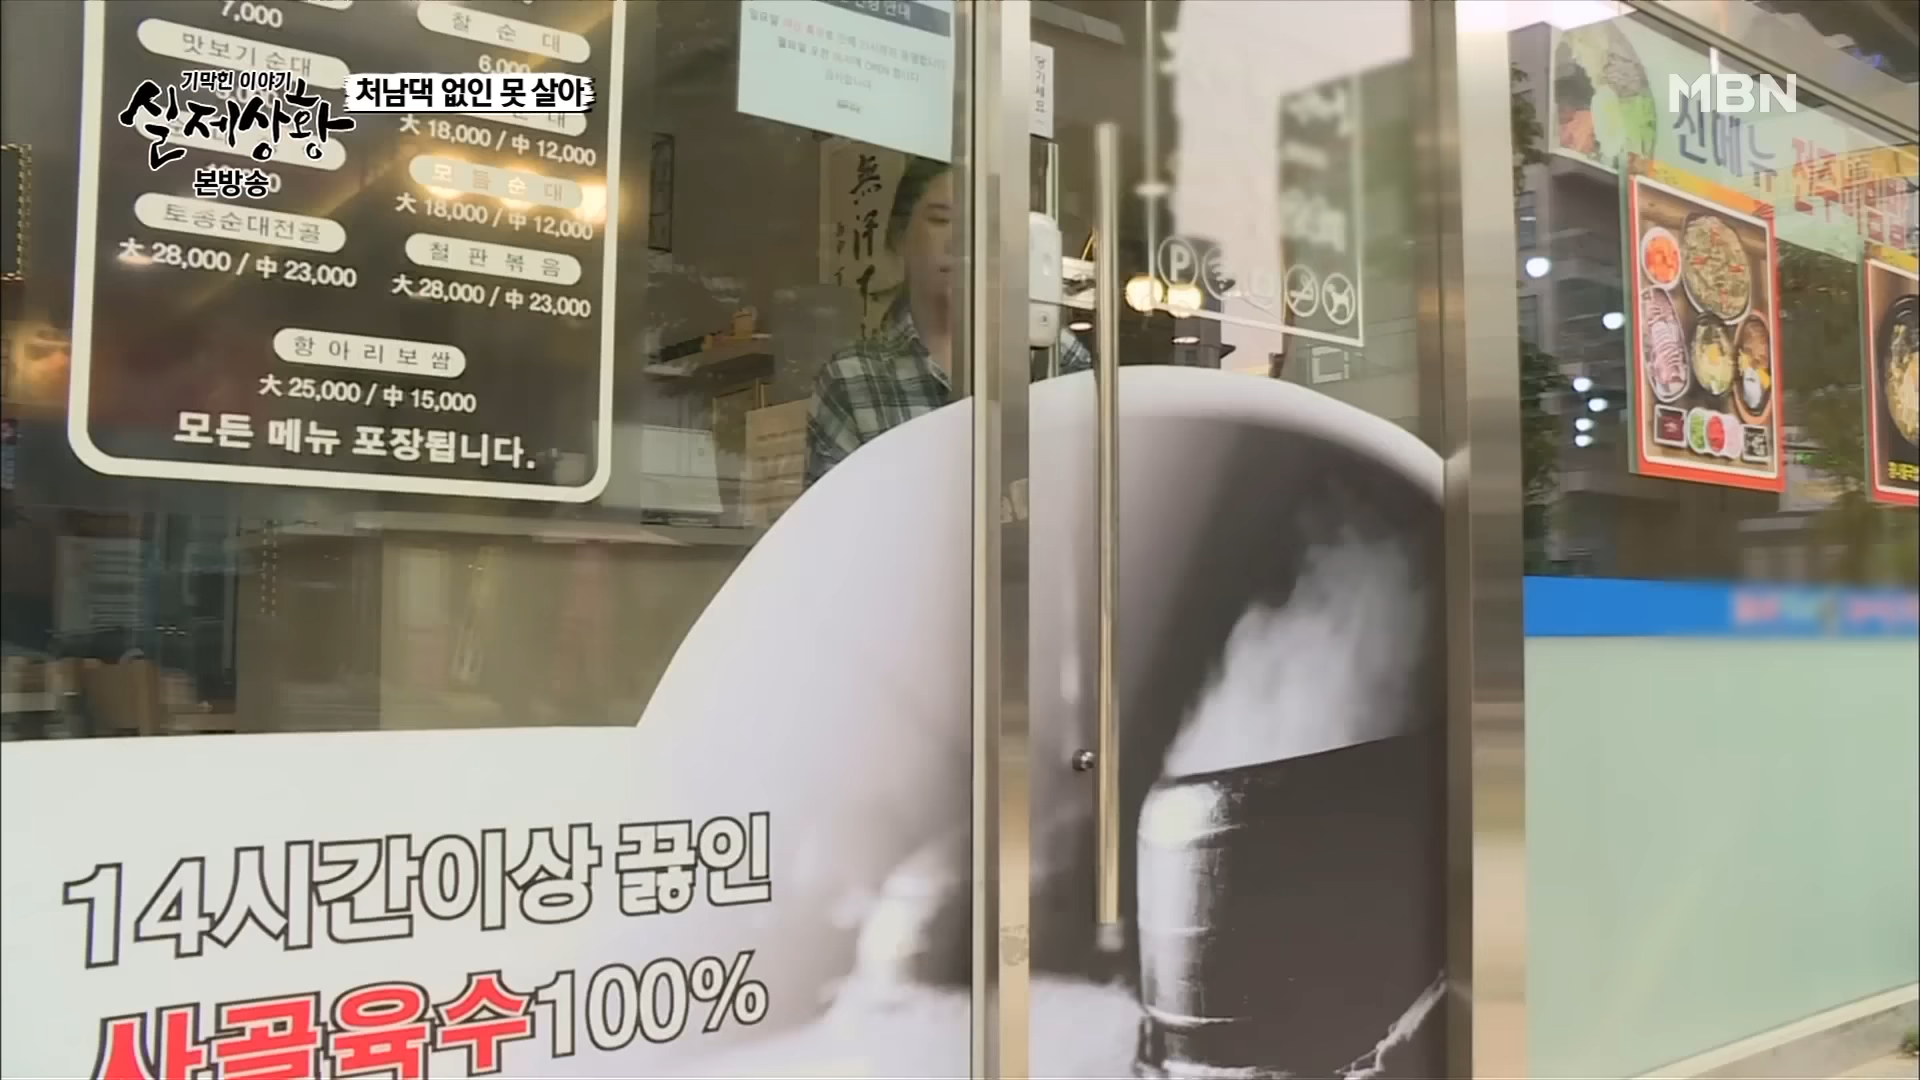 7,000
찰순대
6,000
맛보기순대
기막힌 이야기
실제상황
본방송
처남댁 없인 못 살아
MBN
大 18,000 / 中 12,000
모듬순대
大 18,000 / 中 12,000
토종순대전골
大 28,000 / 中 23,000
철판볶음
大 28,000 / 中 23,000
항아리보쌈
大 25,000 / 中 15,000
모든 메뉴 포장됩니다.
P
신메뉴
14시간이상 끓인
사골육수100%